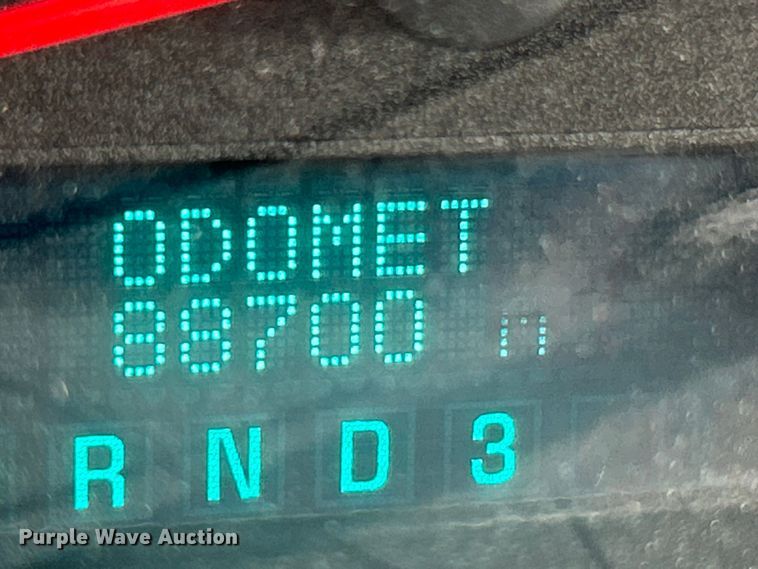 ODOMET
88700 m
R N D 3
Purple Wave Auction